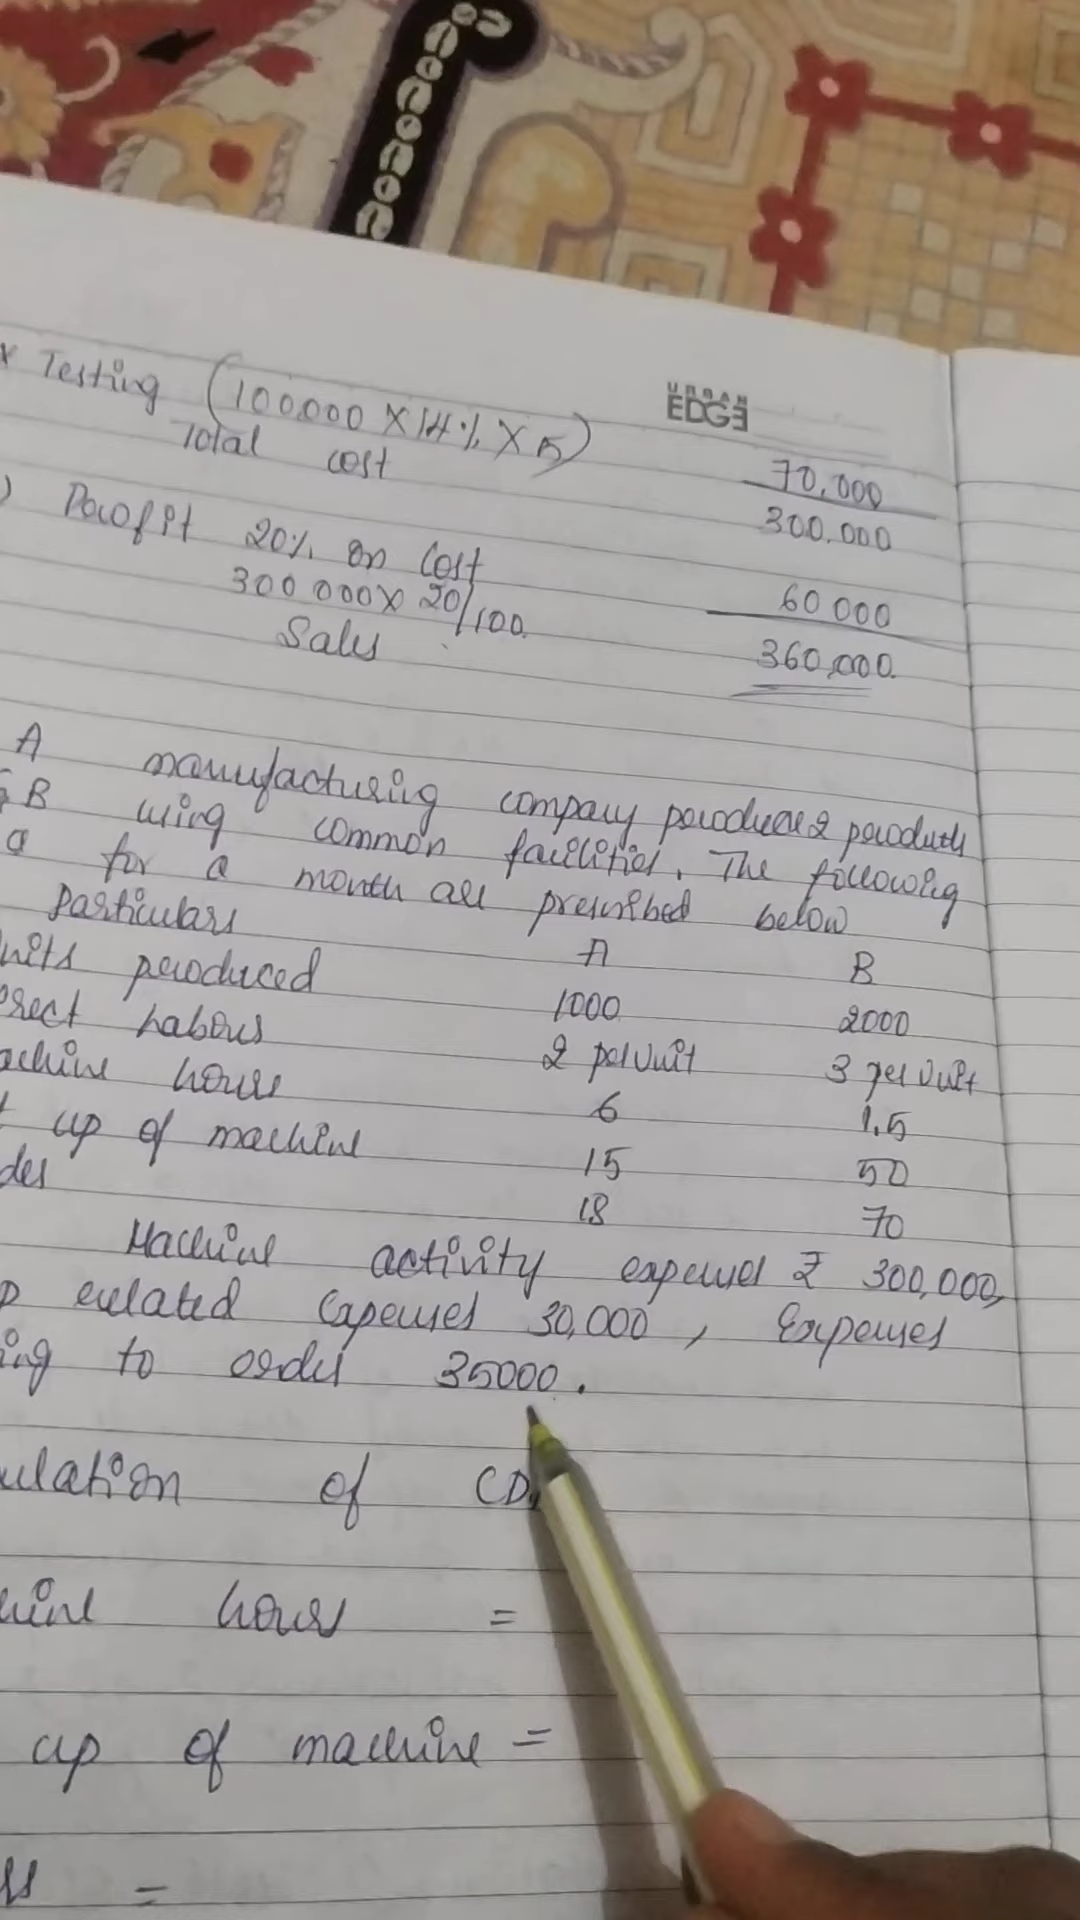 Testing (100000 X 14% X 5)
URBAN
EDGE
70,000
Total cost
300,000
Profit 20% on Cost
300 000 X 20/100.
60 000
Sales
360,000.
A manufacturing company produces 2 products
B using common facilities. The following
for a month are prescribed below
Particulars A B
produced 1000 2000
Labour 2 per unit 3 per unit
hours 6 1.5
up of machine 15 50
18 70
Machine activity expenses ₹ 300,000,
related expenses 30,000, Expenses
to order 35000.
of CD
hours =
up of machine =
=